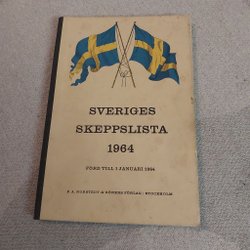 SVERIGES
SKEPPSLISTA
1964
FÖRD TILL 1 JANUARI 1964
P. A. NORSTEDT & SÖNERS FÖRLAG, STOCKHOLM